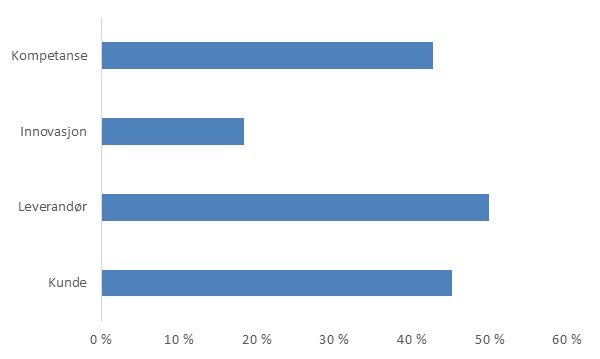 Kompetanse
Innovasjon
Leverandør
Kunde
0 % 10 % 20 % 30 % 40 % 50 % 60 %